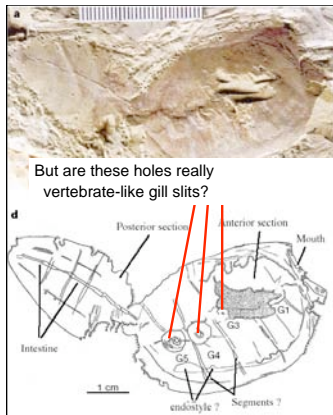 a
But are these holes really
vertebrate-like gill slits?
d
Posterior section
Anterior section
Mouth
G1
G3
G4
G5
Intestine
1 cm
endostyle ?
Segments ?